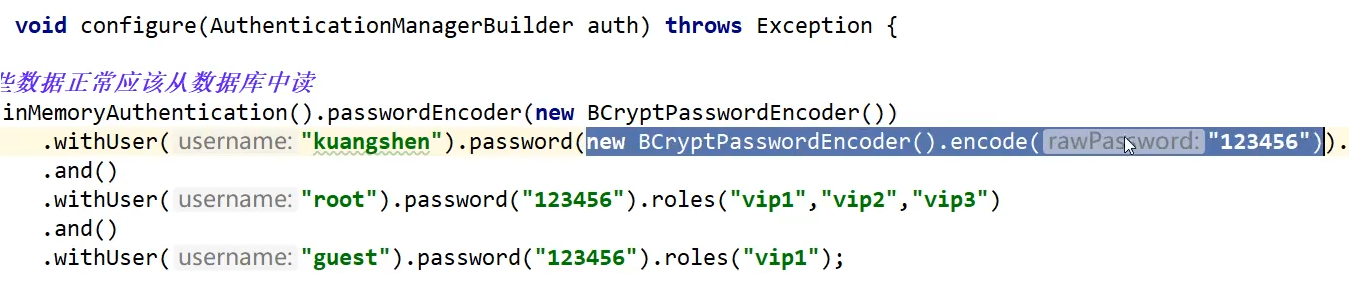 void configure(AuthenticationManagerBuilder auth) throws Exception {
些数据正常应该从数据库中读
inMemoryAuthentication().passwordEncoder(new BCryptPasswordEncoder())
.withUser( username: "kuangshen").password(new BCryptPasswordEncoder().encode( rawPassword: "123456")).
.and()
.withUser( username: "root").password("123456").roles("vip1","vip2","vip3")
.and()
.withUser( username: "guest").password("123456").roles("vip1");